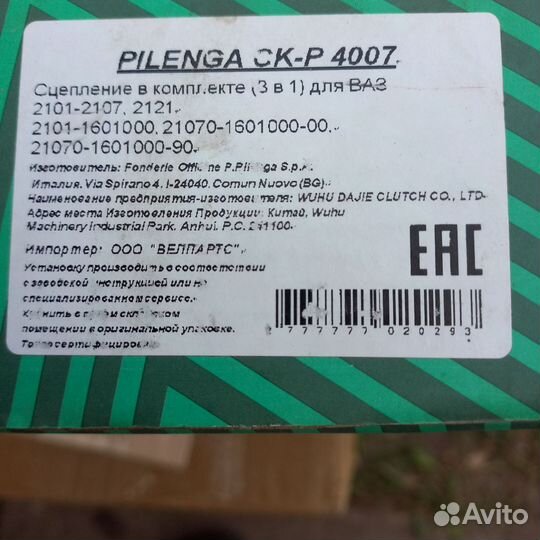 PILENGA CK-P 4007
Сцепление в комплекте (3 в 1) для ВАЗ
2101-2107, 2121,
2101-1601000, 21070-1601000-00,
21070-1601000-90
Изготовитель: Fonderie Officine P.Pilenga S.p.A.
Италия. Via Spirano 4. I-24040. Comun Nuovo (BG)
Наименование предприятия-изготовителя: WUHU DAJIE CLUTCH CO., LTD
Адрес места Изготовления Продукции: Китай, Wuhu
Machinery Industrial Park. Anhui. P.C. 241100
Импортер: ООО "ВЕЛПАРТС"
EAC
Установку производить в соответствии
с заводской инструкцией или на
специализированном сервисе.
Хранить в сухом складском
помещении в оригинальной упаковке.
Товар сертифицирован
2 777777 020293
Avito